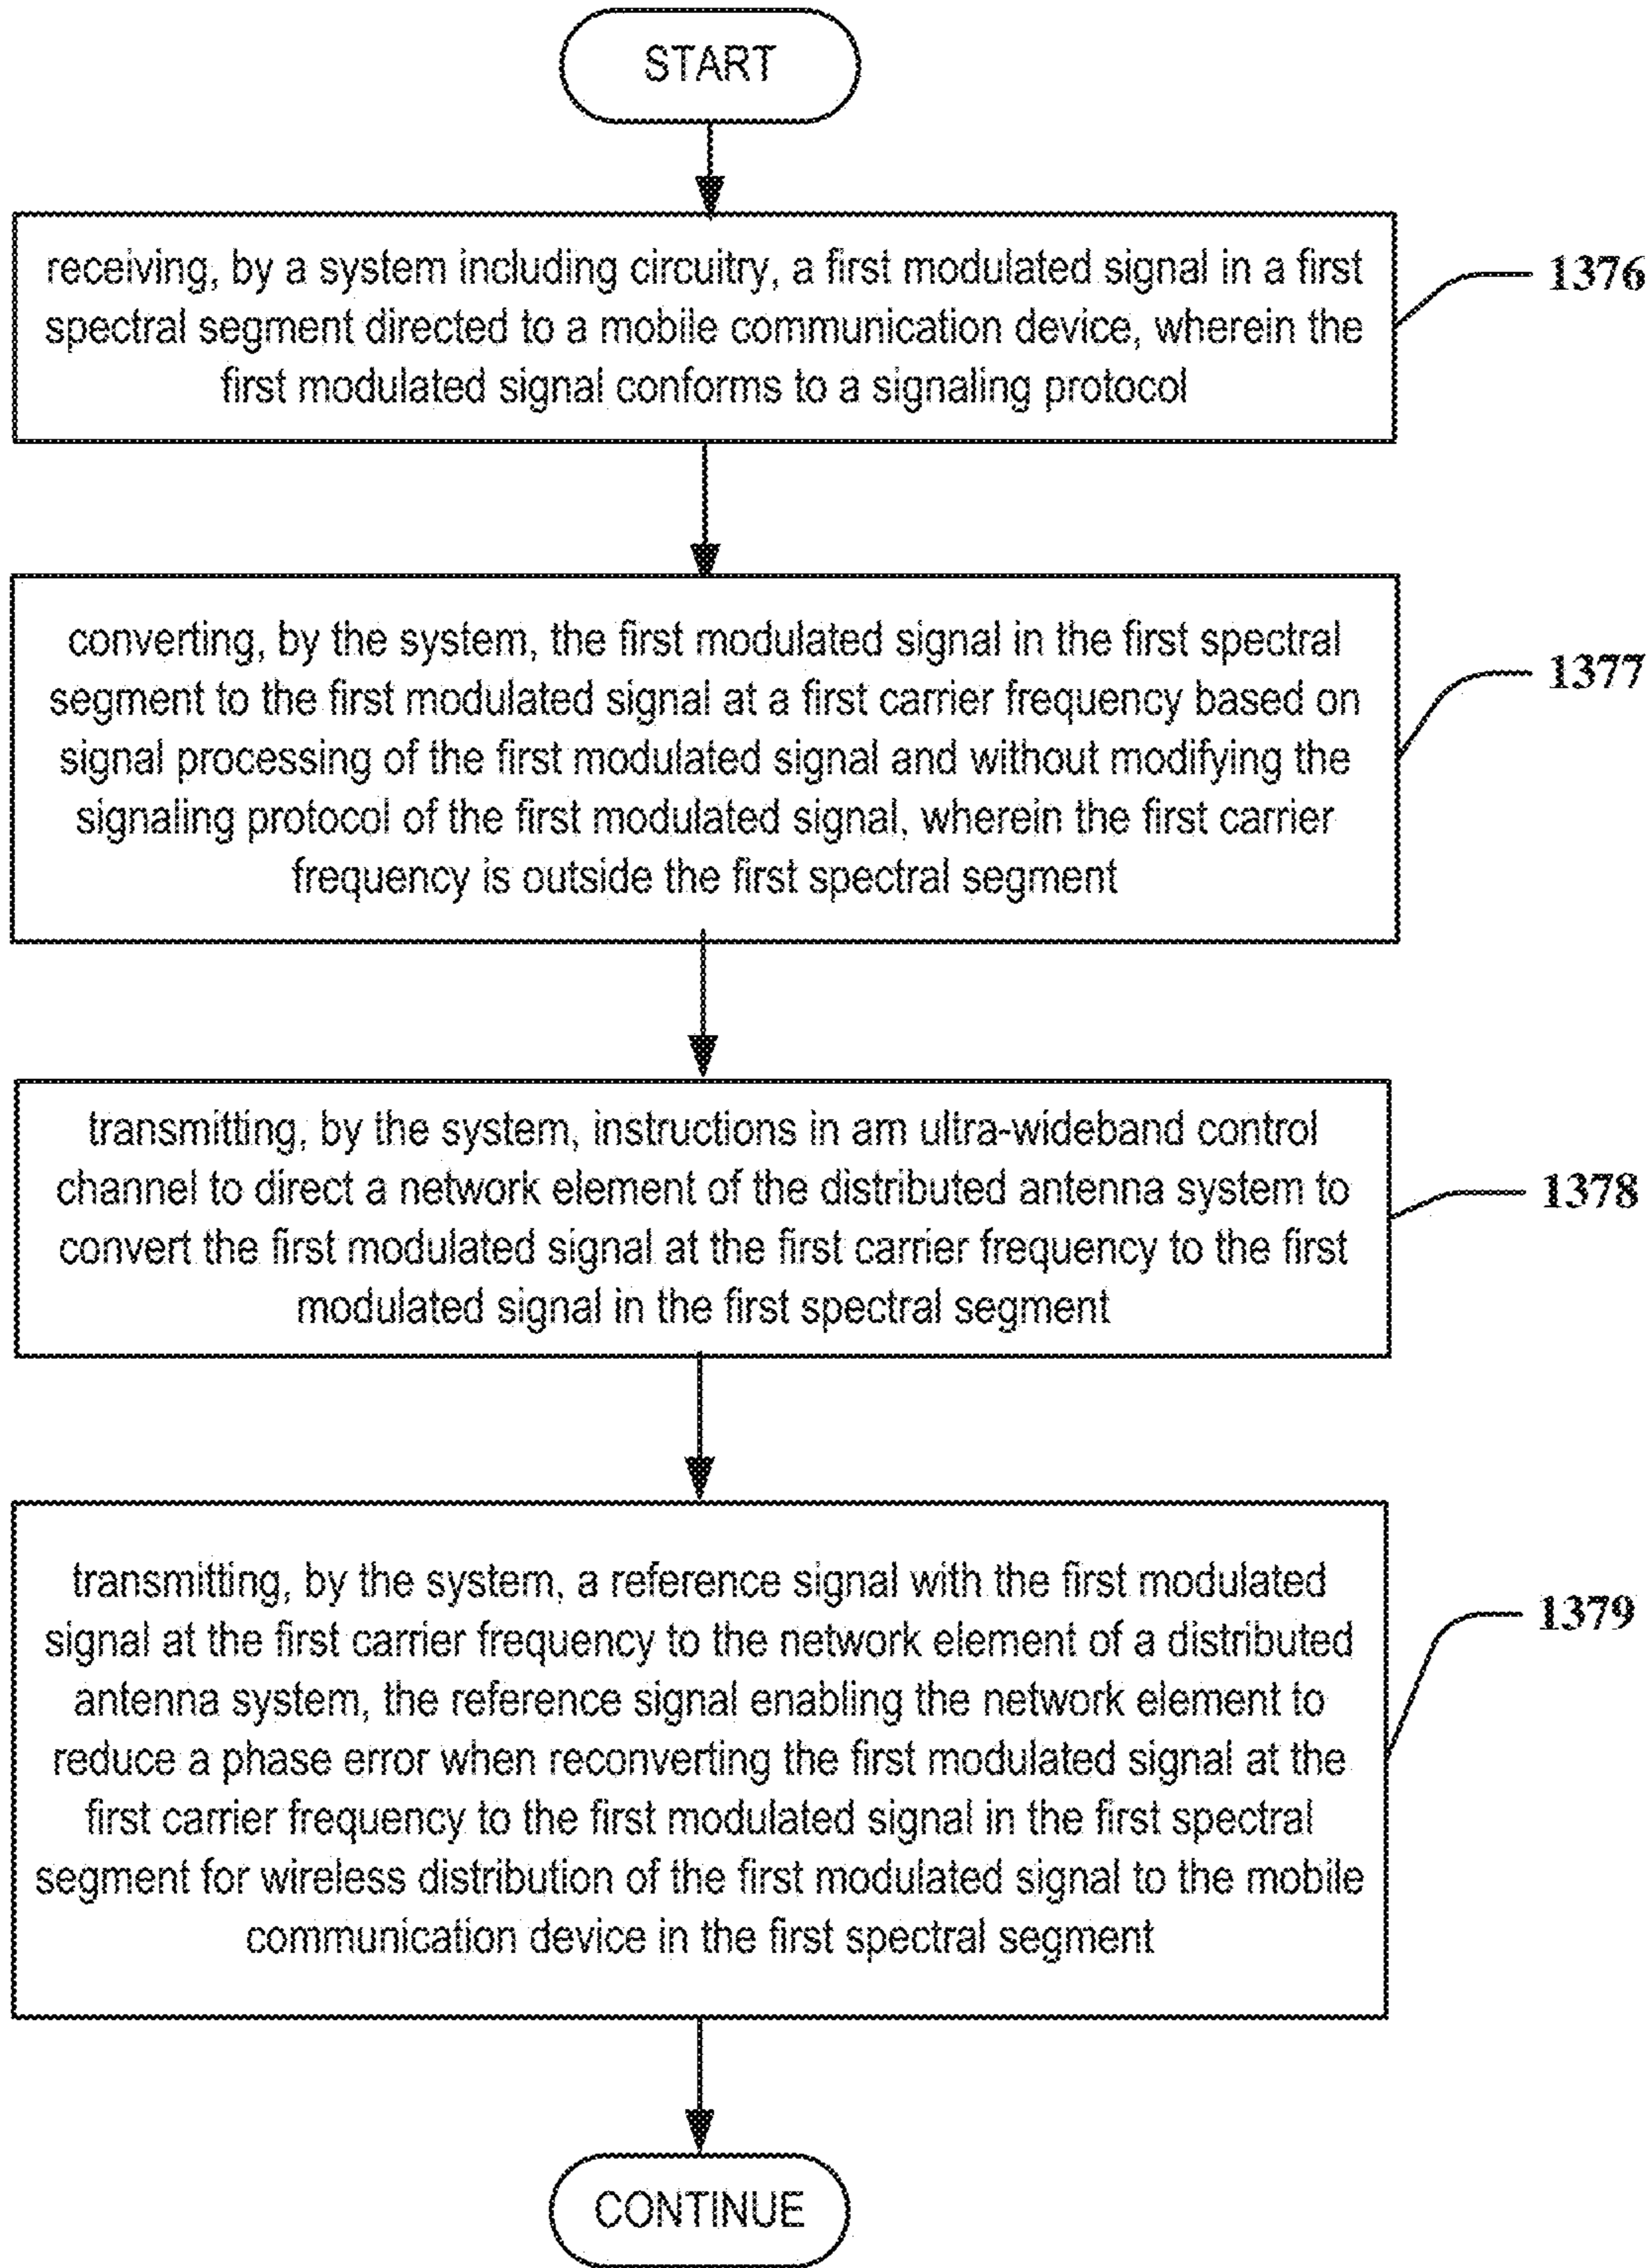 START
receiving, by a system including circuitry, a first modulated signal in a first
spectral segment directed to a mobile communication device, wherein the
first modulated signal conforms to a signaling protocol
1376
converting, by the system, the first modulated signal in the first spectral
segment to the first modulated signal at a first carrier frequency based on
signal processing of the first modulated signal and without modifying the
signaling protocol of the first modulated signal, wherein the first carrier
frequency is outside the first spectral segment
1377
transmitting, by the system, instructions in am ultra-wideband control
channel to direct a network element of the distributed antenna system to
convert the first modulated signal at the first carrier frequency to the first
modulated signal in the first spectral segment
1378
transmitting, by the system, a reference signal with the first modulated
signal at the first carrier frequency to the network element of a distributed
antenna system, the reference signal enabling the network element to
reduce a phase error when reconverting the first modulated signal at the
first carrier frequency to the first modulated signal in the first spectral
segment for wireless distribution of the first modulated signal to the mobile
communication device in the first spectral segment
1379
CONTINUE